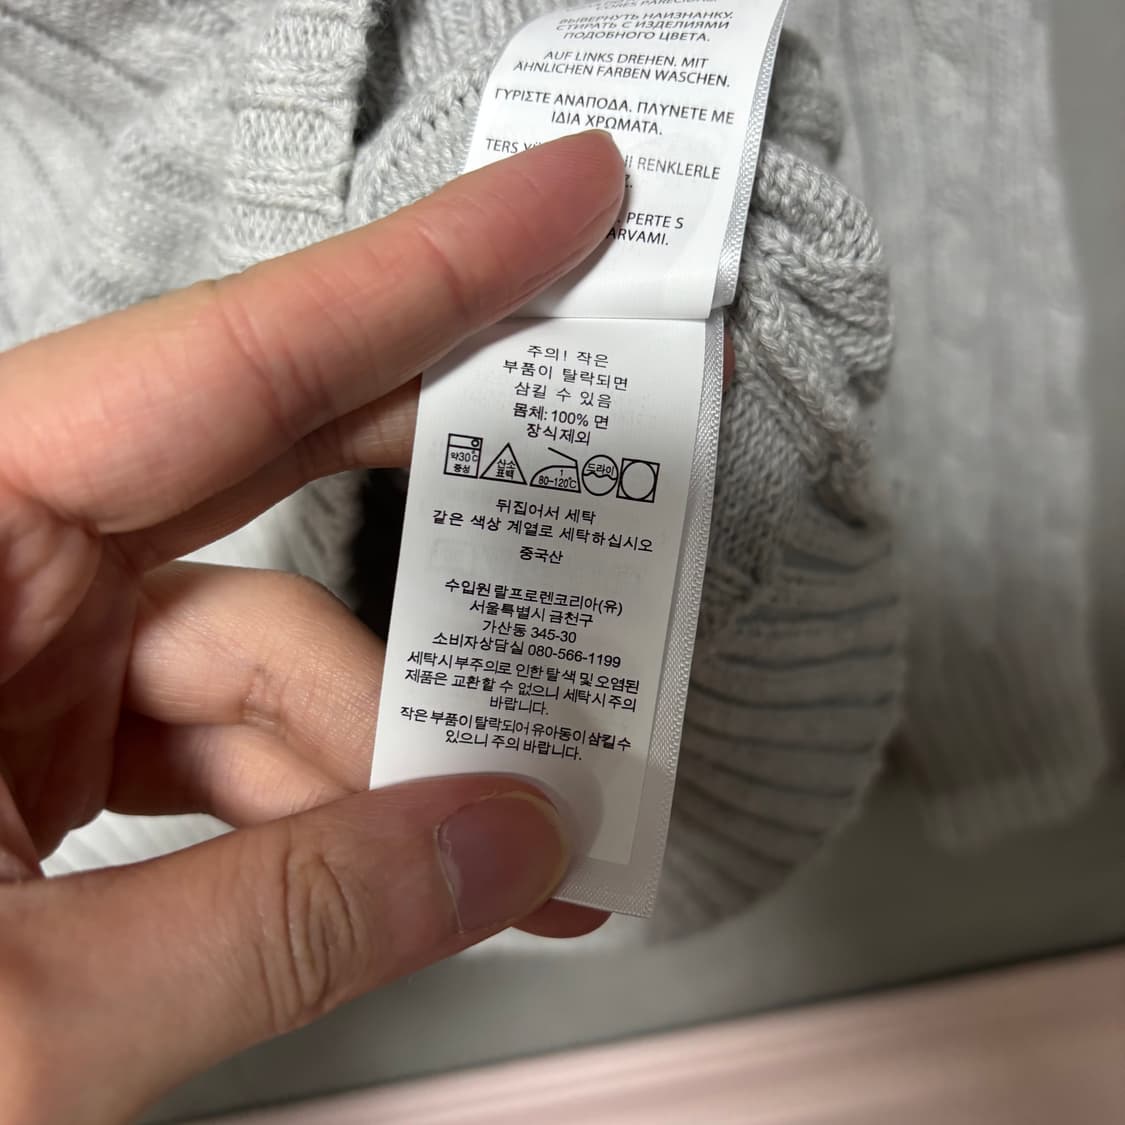 ВЫВЕРНУТЬ НАИЗНАНКУ.
СТИРАТЬ С ИЗДЕЛИЯМИ
ПОДОБНОГО ЦВЕТА.
AUF LINKS DREHEN. MIT
ÄHNLICHEN FARBEN WASCHEN.
ΓΥΡΙΣΤΕ ΑΝΑΠΟΔΑ. ΠΛΥΝΕΤΕ ΜΕ
ΙΔΙΑ ΧΡΩΜΑΤΑ.
TERS RENKLERLE
PERTE S
주의! 작은
부품이 탈락되면
삼킬 수 있음
몸체: 100% 면
장식제외
약30℃
중성
산소
표백
1
80-120℃
드라이
뒤집어서 세탁
같은 색상 계열로 세탁하십시오
중국산
수입원 랄프로렌코리아(유)
서울특별시 금천구
가산동 345-30
소비자상담실 080-566-1199
세탁시 부주의로 인한 탈색 및 오염된
제품은 교환할 수 없으니 세탁시 주의
바랍니다.
작은 부품이 탈락되어 유아동이 삼킬 수
있으니 주의 바랍니다.